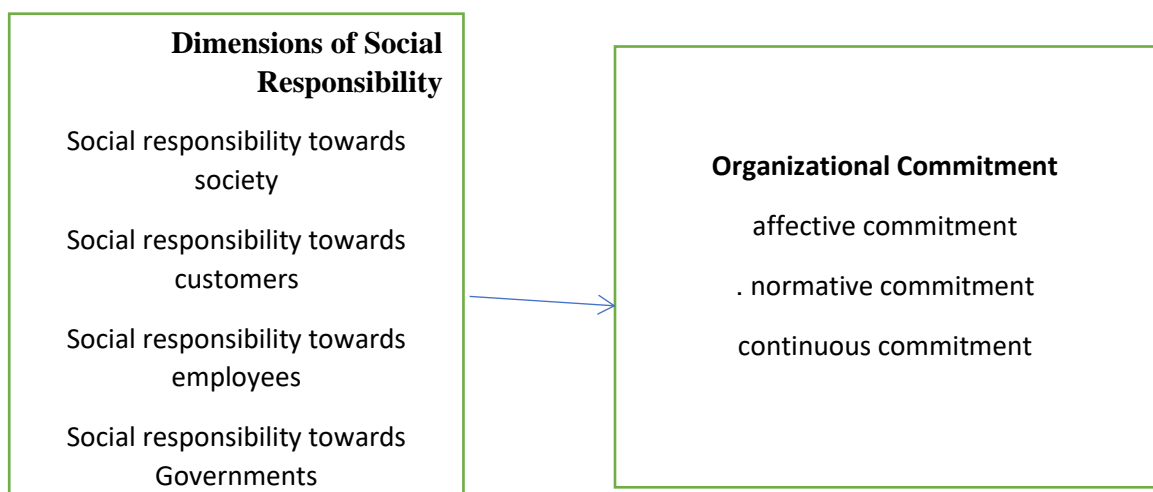 Dimensions of Social
Responsibility
Social responsibility towards
society
Social responsibility towards
customers
Social responsibility towards
employees
Social responsibility towards
Governments
Organizational Commitment
affective commitment
. normative commitment
continuous commitment